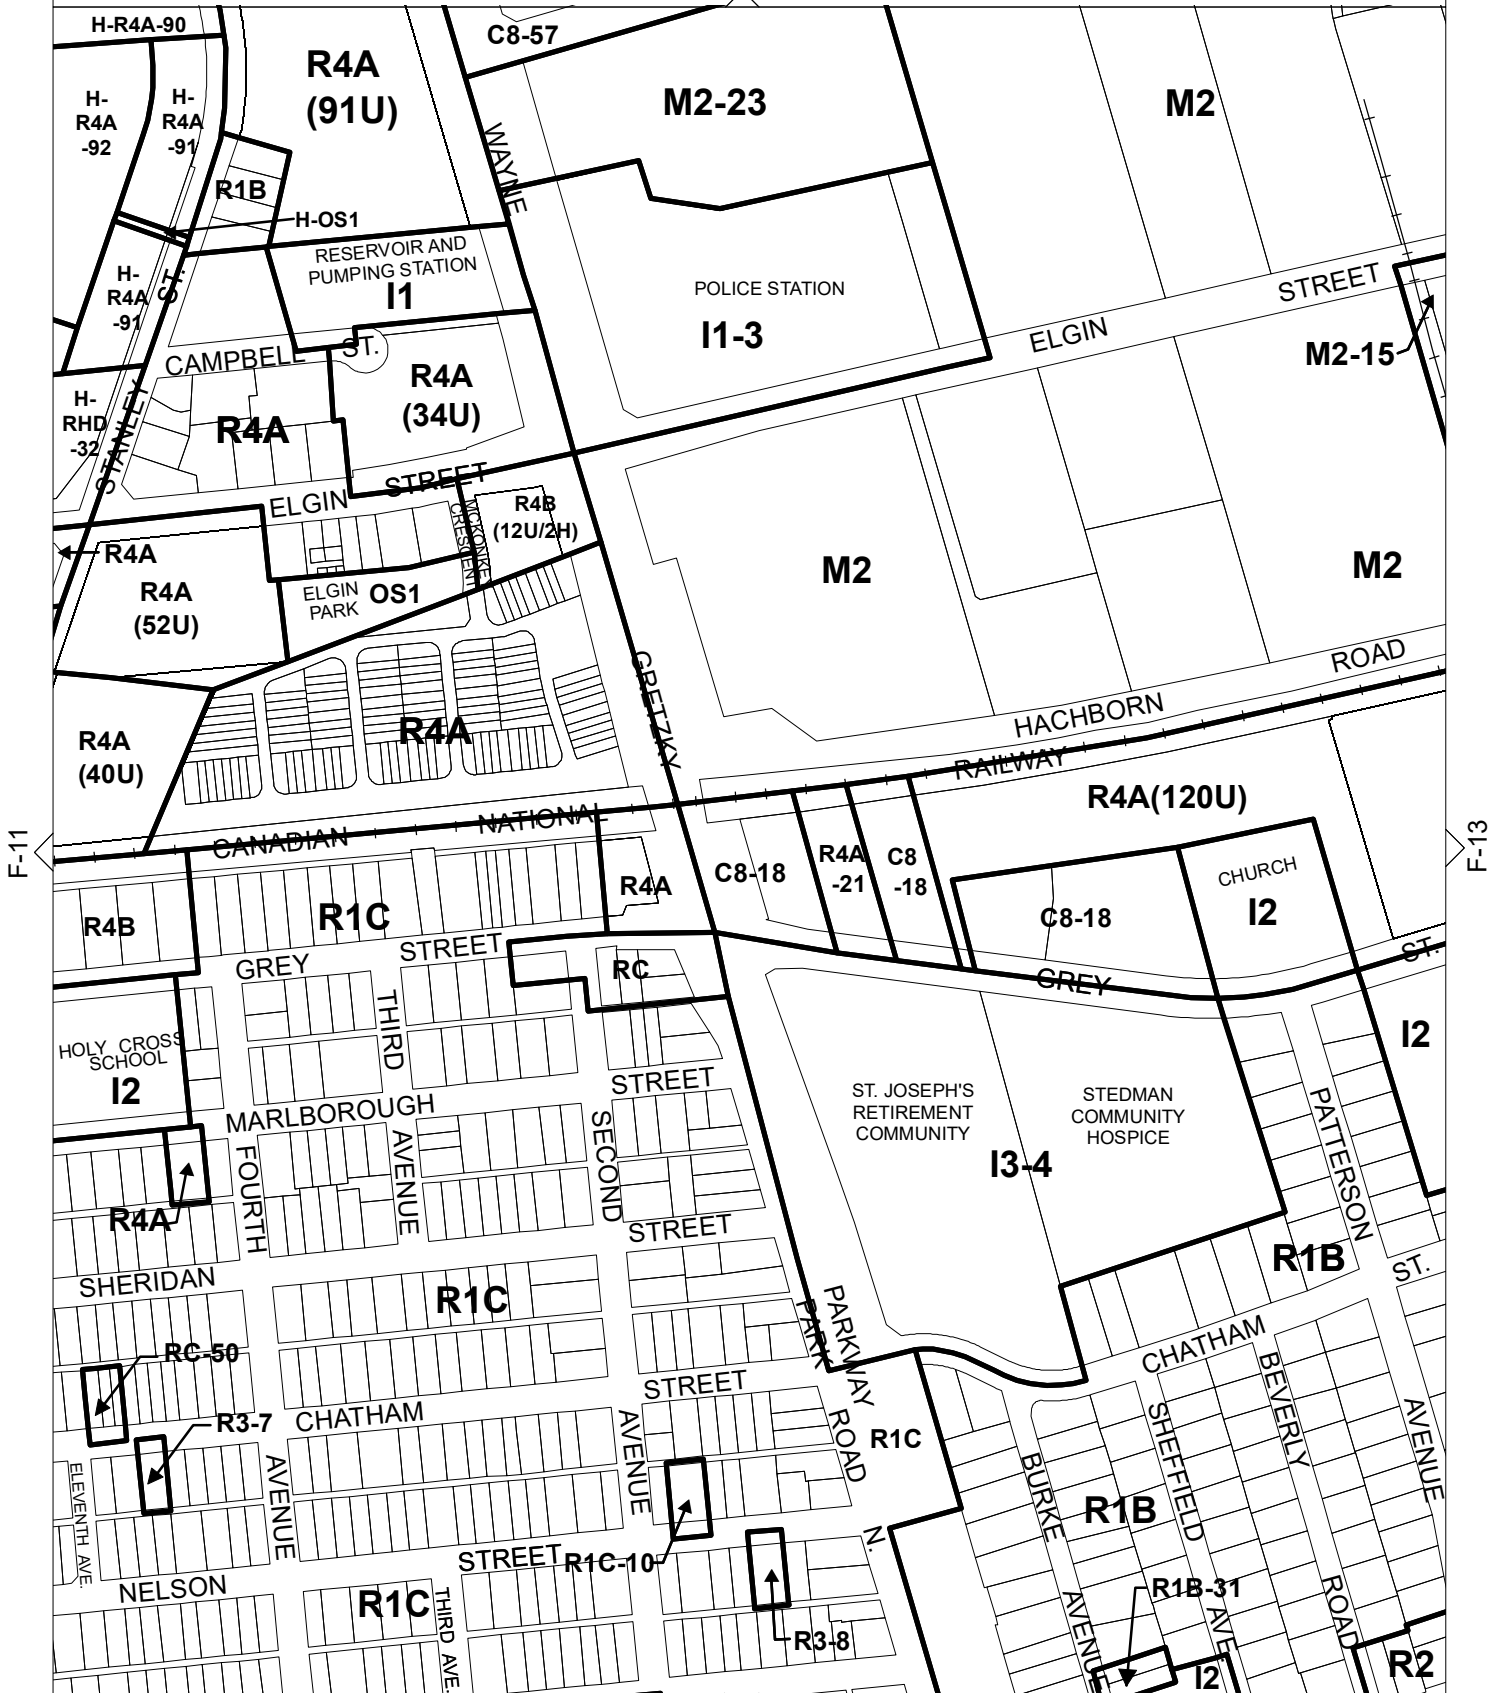 H-R4A-90
C8-57
R4A
(91U)
M2-23
M2
H-
R4A
-92
H-
R4A
-91
WAYNE
R1B
H-OS1
RESERVOIR AND
PUMPING STATION
I1
H-
R4A
-91
ST.
POLICE STATION
I1-3
STREET
ELGIN
M2-15
CAMPBELL
ST.
R4A
(34U)
H-
RHD
-32
STANLEY
R4A
STREET
ELGIN
MCKONKE
CRESCENT
R4B
(12U/2H)
R4A
R4A
(52U)
ELGIN
PARK
OS1
M2
M2
GRETZKY
ROAD
HACHBORN
R4A
R4A
(40U)
RAILWAY
R4A(120U)
NATIONAL
CANADIAN
F-11
F-13
C8-18
R4A
-21
C8
-18
CHURCH
I2
R4A
R4B
R1C
C8-18
STREET
GREY
RC
GREY
ST.
THIRD
HOLY CROSS
SCHOOL
I2
I2
STREET
ST. JOSEPH'S
RETIREMENT
COMMUNITY
STEDMAN
COMMUNITY
HOSPICE
I3-4
PATTERSON
MARLBOROUGH
AVENUE
SECOND
FOURTH
R4A
STREET
R1B
ST.
SHERIDAN
R1C
PARKWAY
PARK
RC-50
CHATHAM
BEVERLY
STREET
R3-7
CHATHAM
AVENUE
ROAD
R1C
SHEFFIELD
AVENUE
AVENUE
BURKE
ELEVENTH AVE.
R1B
N.
STREET
R1C-10
NELSON
R1C
THIRD AVE.
R3-8
R1B-31
AVENUE
AVE.
ROAD
I2
R2